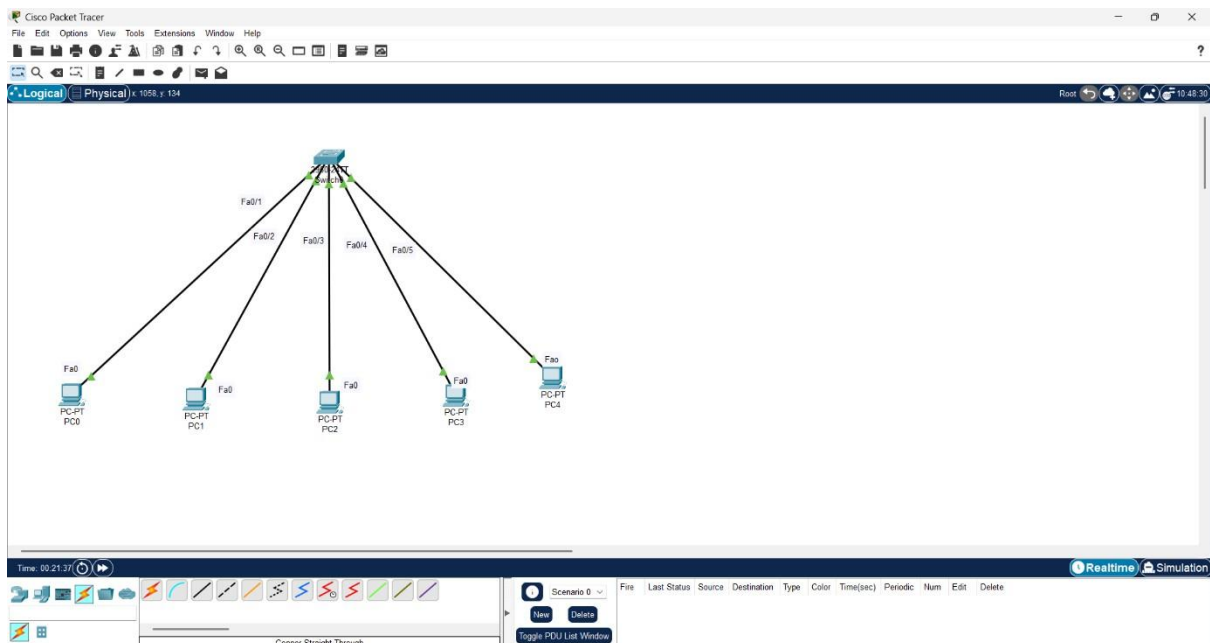 Cisco Packet Tracer
File Edit Options View Tools Extensions Window Help
?
Logical Physical x: 1058, y: 134 Root 10:48:30
Fa0/1
Fa0/2 Fa0/3 Fa0/4 Fa0/5
Fa0 Fa0 Fa0 Fa0 Fao
PC-PT
PC0
PC-PT
PC1
PC-PT
PC2
PC-PT
PC3
PC-PT
PC4
Time: 00:21:37 Realtime Simulation
Scenario 0 Fire Last Status Source Destination Type Color Time(sec) Periodic Num Edit Delete
New Delete
Toggle PDU List Window
Copper Straight-Through